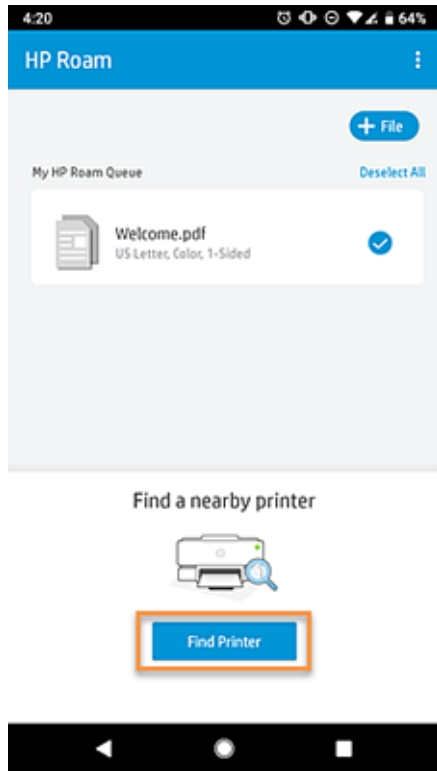 4:20
64%
HP Roam
+ File
My HP Roam Queue
Deselect All
Welcome.pdf
US Letter, Color, 1-Sided
Find a nearby printer
Find Printer